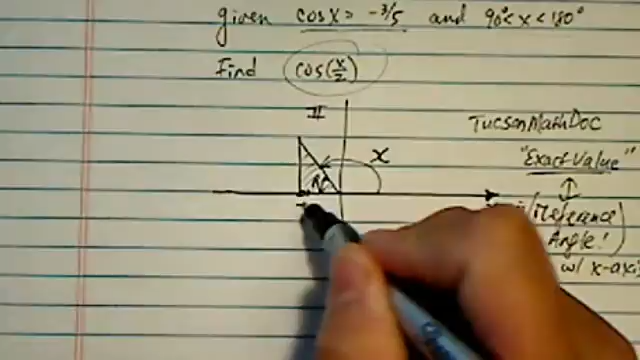 given cos x = -3/5 and 90° < x < 180°
Find cos(x/2)
II
TucsonMathDoc
x
"Exact Value"
(Reference
Angle!
w/ x-axis